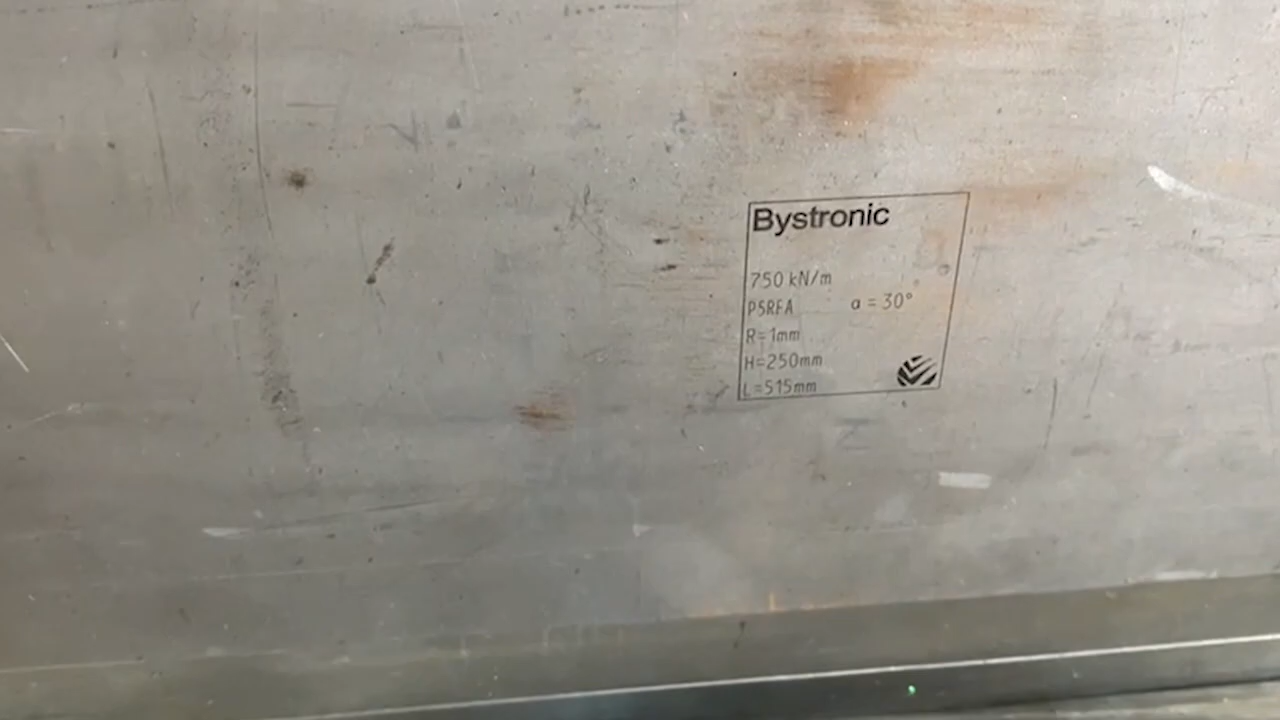 Bystronic
750 kN/m
PSRFA α = 30°
R=1mm
H=250mm
L=515mm